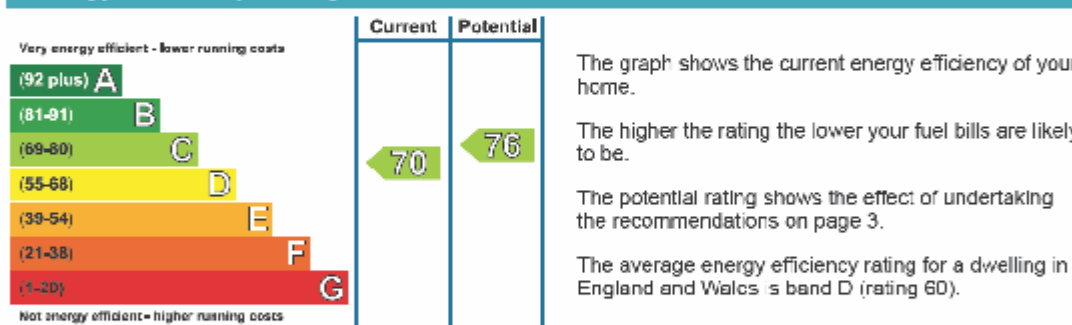 Current Potential
Very energy efficient - lower running costs
(92 plus) A
(81-91) B
(69-80) C
(55-68) D
(39-54) E
(21-38) F
(1-20) G
Not energy efficient - higher running costs
70
76
The graph shows the current energy efficiency of your
home.
The higher the rating the lower your fuel bills are likely
to be.
The potential rating shows the effect of undertaking
the recommendations on page 3.
The average energy efficiency rating for a dwelling in
England and Wales is band D (rating 60).